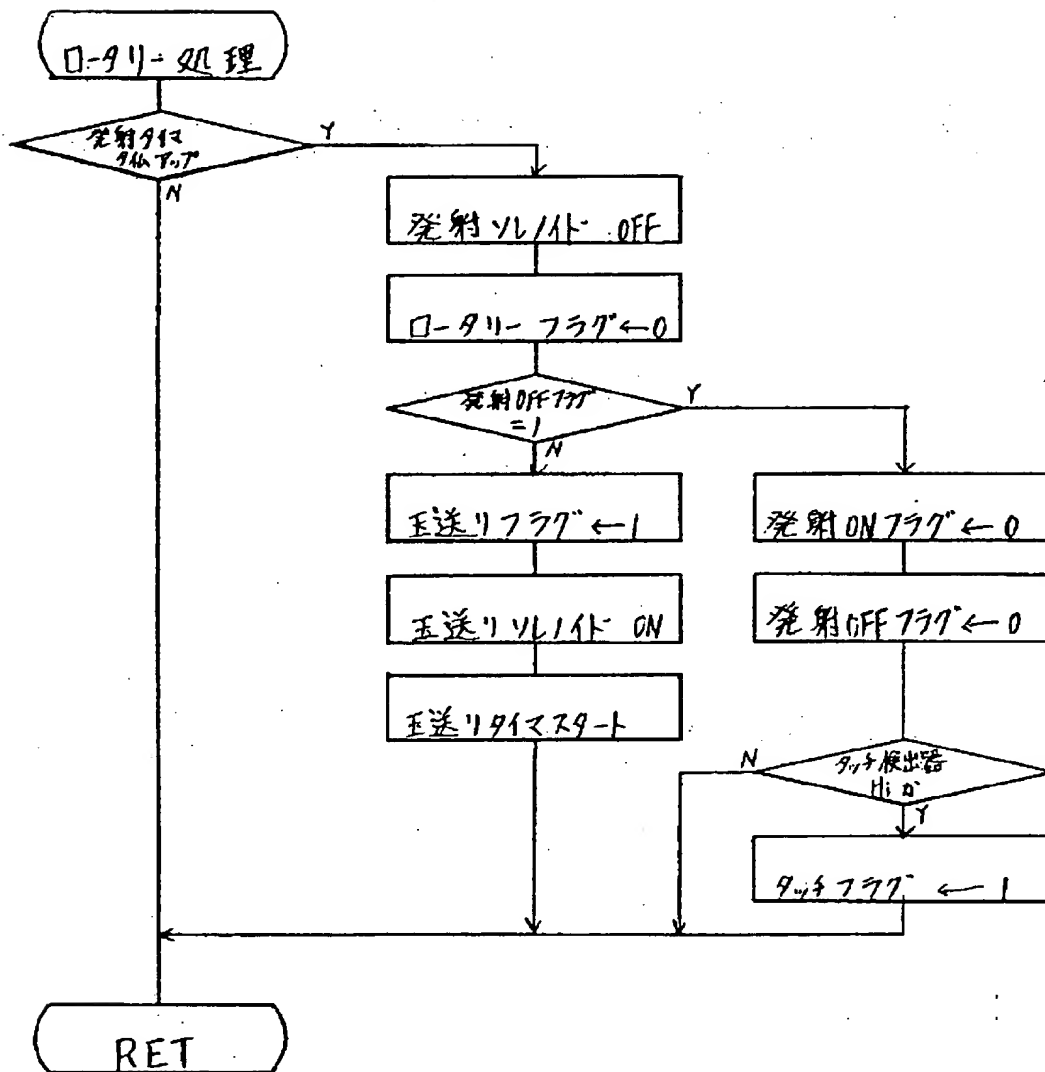 ロータリー処理
発射タイマ
タイムアップ
Y
N
発射ソレノイド OFF
ロータリーフラグ←0
発射OFFフラグ
=1
Y
N
玉送りフラグ←1
発射ONフラグ←0
玉送りソレノイド ON
発射OFFフラグ←0
玉送りタイマスタート
タッチ検出器
Hiか
N
Y
タッチフラグ ←1
RET